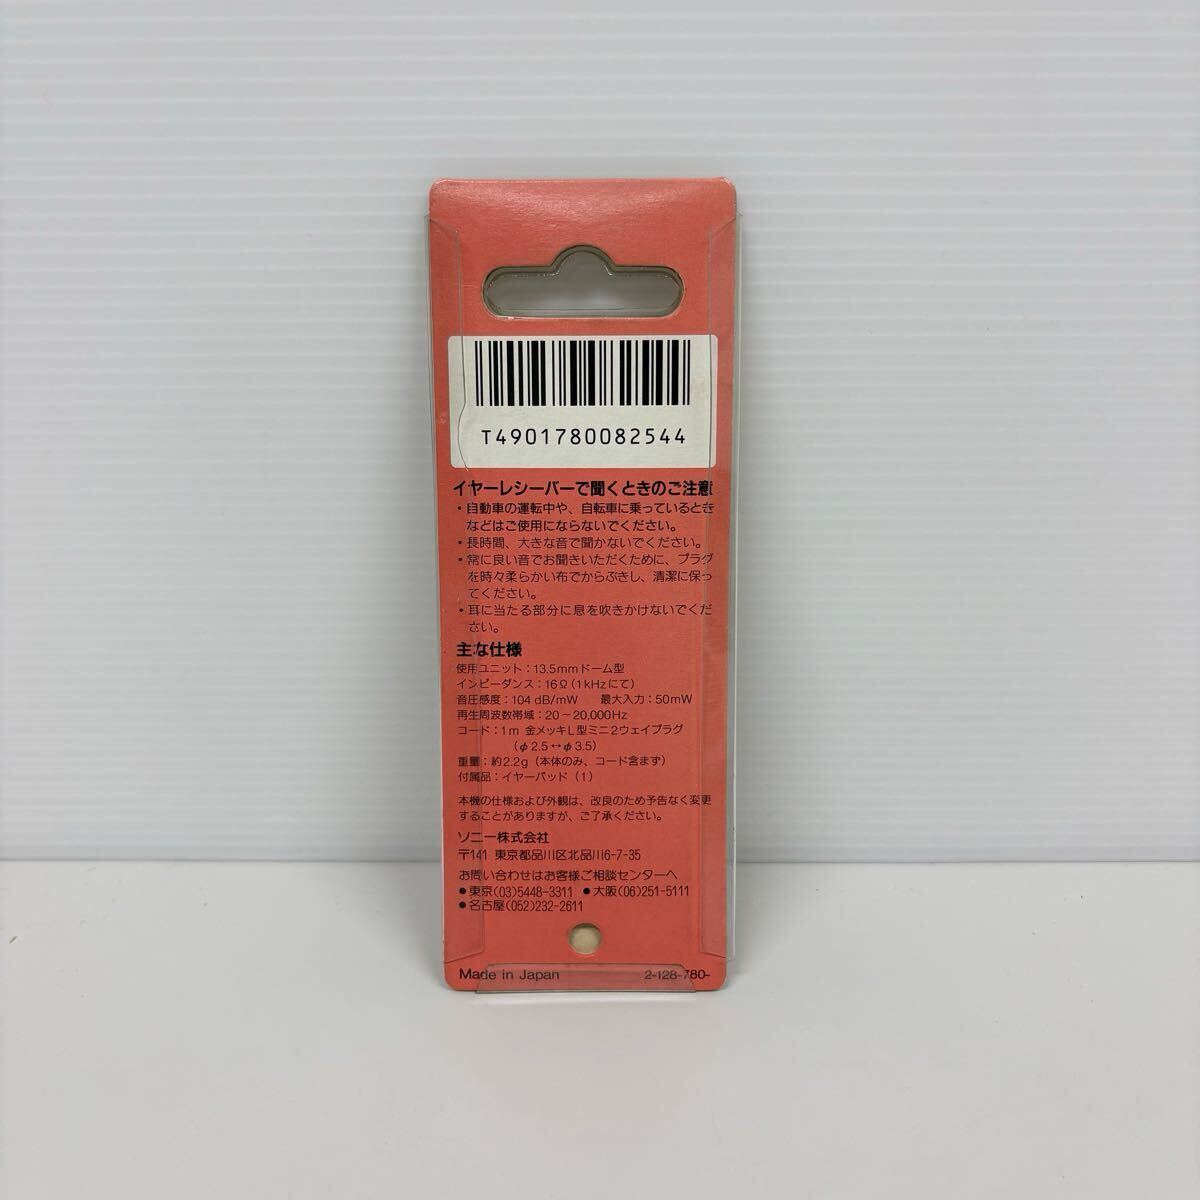 T4901780082544
イヤーレシーバーで聞くときのご注意
・自動車の運転中や、自転車に乗っているとき
などはご使用にならないでください。
・長時間、大きな音で聞かないでください。
・常に良い音でお聞きいただくために、プラグ
を時々柔らかい布でからぶきし、清潔に保っ
てください。
・耳に当たる部分に息を吹きかけないでくだ
さい。
主な仕様
使用ユニット：13.5mmドーム型
インピーダンス：16Ω（1kHzにて）
音圧感度：104 dB/mW　最大入力：50mW
再生周波数帯域：20～20,000Hz
コード：1m 金メッキL型ミニ2ウェイプラグ
（φ2.5↔φ3.5）
重量：約2.2g（本体のみ、コード含まず）
付属品：イヤーパッド（1）
本機の仕様および外観は、改良のため予告なく変更
することがありますが、ご了承ください。
ソニー株式会社
〒141 東京都品川区北品川6-7-35
お問い合わせはお客様ご相談センターへ
●東京(03)5448-3311 ●大阪(06)251-5111
●名古屋(052)232-2611
Made in Japan 2-128-780-